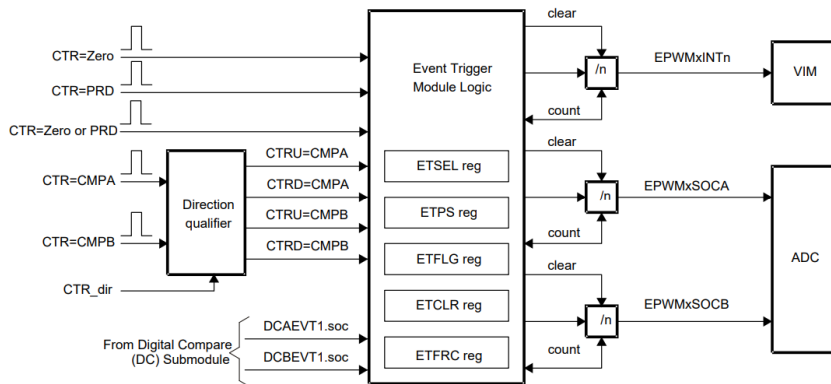 clear
CTR=Zero
Event Trigger
Module Logic
/n
EPWMxINTn
VIM
CTR=PRD
count
CTR=Zero or PRD
clear
CTRU=CMPA
ETSEL reg
CTR=CMPA
Direction
qualifier
CTRD=CMPA
/n
EPWMxSOCA
CTRU=CMPB
ETPS reg
CTR=CMPB
CTRD=CMPB
count
ETFLG reg
ADC
clear
CTR_dir
ETCLR reg
EPWMxSOCB
/n
From Digital Compare
(DC) Submodule
DCAEVT1.soc
DCBEVT1.soc
count
ETFRC reg